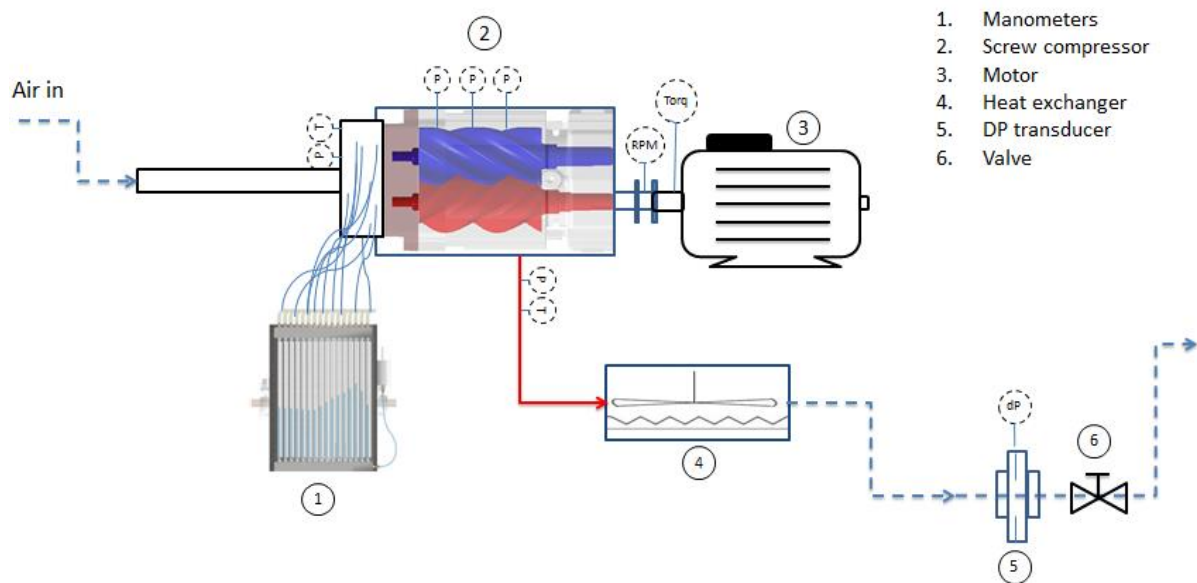 1. Manometers
2. Screw compressor
3. Motor
4. Heat exchanger
5. DP transducer
6. Valve
2
Air in
P P P
T
P
Torq
RPM
3
P
T
4
dP
6
1
5